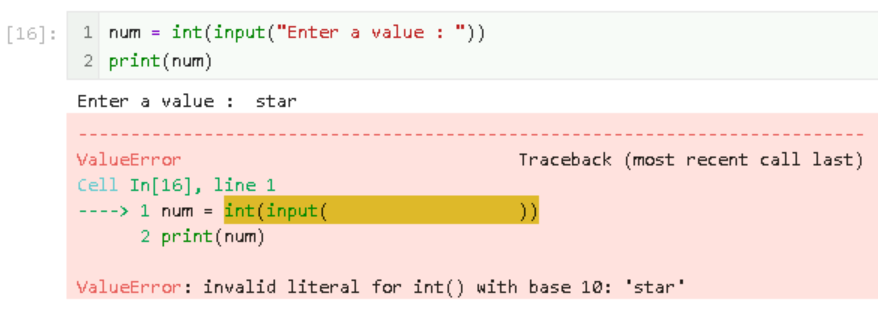 [16]: 1 num = int(input("Enter a value : "))
2 print(num)
Enter a value : star
---------------------------------------------------------------------------
ValueError Traceback (most recent call last)
Cell In[16], line 1
----> 1 num = int(input( ))
2 print(num)
ValueError: invalid literal for int() with base 10: 'star'